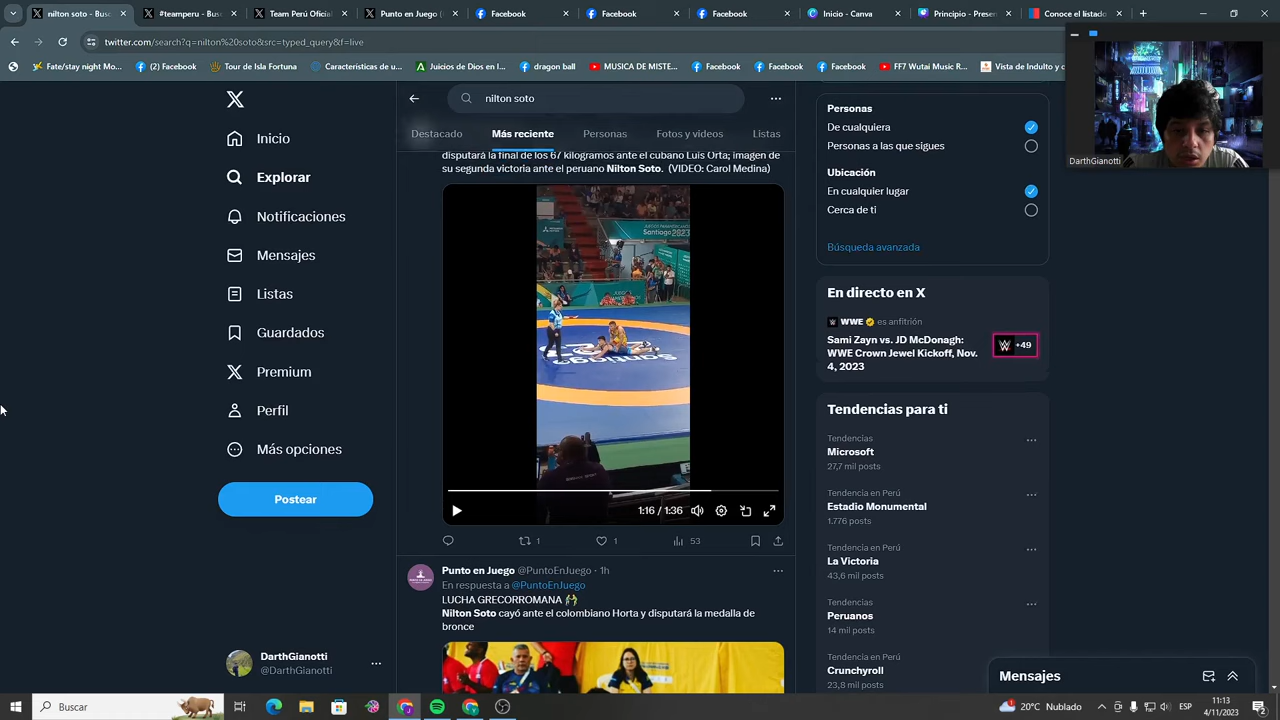 nilton soto - Busc
#teamperu - Busc
Team Perú Oficial
Punto en Juego (
Facebook
Facebook
Facebook
Inicio - Canva
Principio - Presen
Conoce el listado
twitter.com/search?q=nilton%20soto&src=typed_query&f=live
Fate/stay night Mo...
(2) Facebook
Tour de Isla Fortuna
Caracteristicas de u...
Juegos de Dios en l...
dragon ball
MUSICA DE MISTE...
Facebook
Facebook
Facebook
FF7 Wutai Music R...
Vista de Indulto y c...
DarthGianotti
X
Inicio
Explorar
Notificaciones
Mensajes
Listas
Guardados
Premium
Perfil
Más opciones
Postear
DarthGianotti
@DarthGianotti
nilton soto
Destacado
Más reciente
Personas
Fotos y videos
Listas
disputará la final de los 67 kilogramos ante el cubano Luis Orta; imagen de
su segunda victoria ante el peruano Nilton Soto. (VIDEO: Carol Medina)
Santiago 2023
1:16 / 1:36
1
1
53
Punto en Juego @PuntoEnJuego · 1h
En respuesta a @PuntoEnJuego
LUCHA GRECORROMANA
Nilton Soto cayó ante el colombiano Horta y disputará la medalla de
bronce
Personas
De cualquiera
Personas a las que sigues
Ubicación
En cualquier lugar
Cerca de ti
Búsqueda avanzada
En directo en X
WWE es anfitrión
Sami Zayn vs. JD McDonagh:
WWE Crown Jewel Kickoff, Nov.
4, 2023
+49
Tendencias para ti
Tendencias
Microsoft
27,7 mil posts
Tendencia en Perú
Estadio Monumental
1.776 posts
Tendencia en Perú
La Victoria
43,6 mil posts
Tendencias
Peruanos
14 mil posts
Tendencias
Crunchyroll
23,8 mil posts
Mensajes
Buscar
20°C Nublado
ESP
11:13
4/11/2023
2